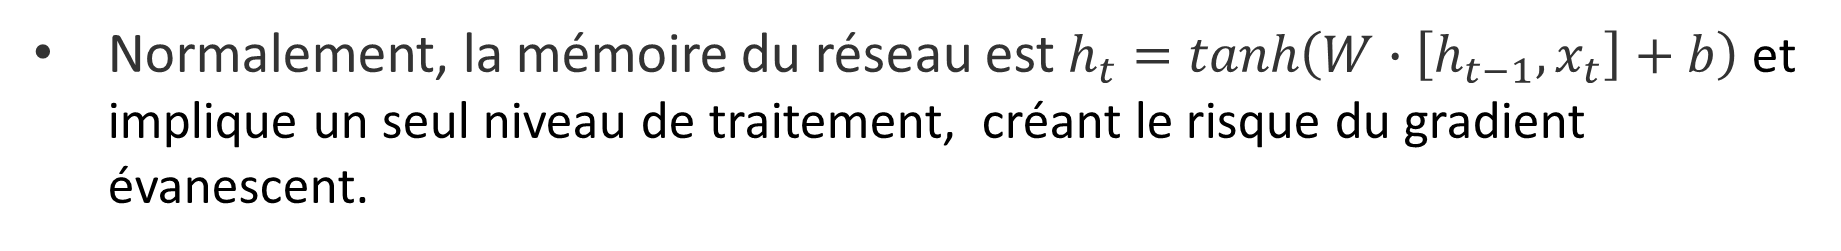 • Normalement, la mémoire du réseau est hₜ = tanh(W · [hₜ₋₁, xₜ] + b) et
implique un seul niveau de traitement,  créant le risque du gradient
évanescent.